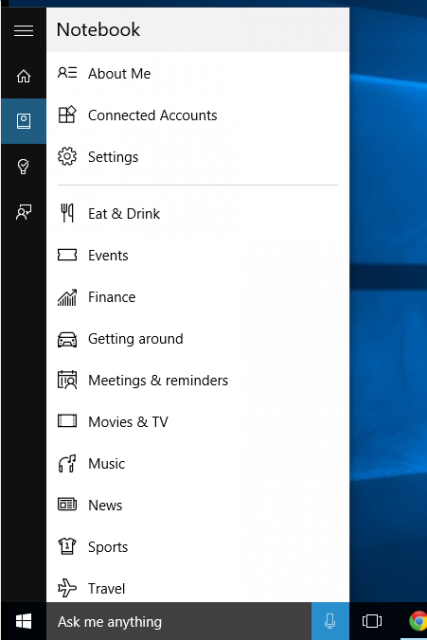 Notebook
About Me
Connected Accounts
Settings
Eat & Drink
Events
Finance
Getting around
Meetings & reminders
Movies & TV
Music
News
Sports
Travel
Ask me anything